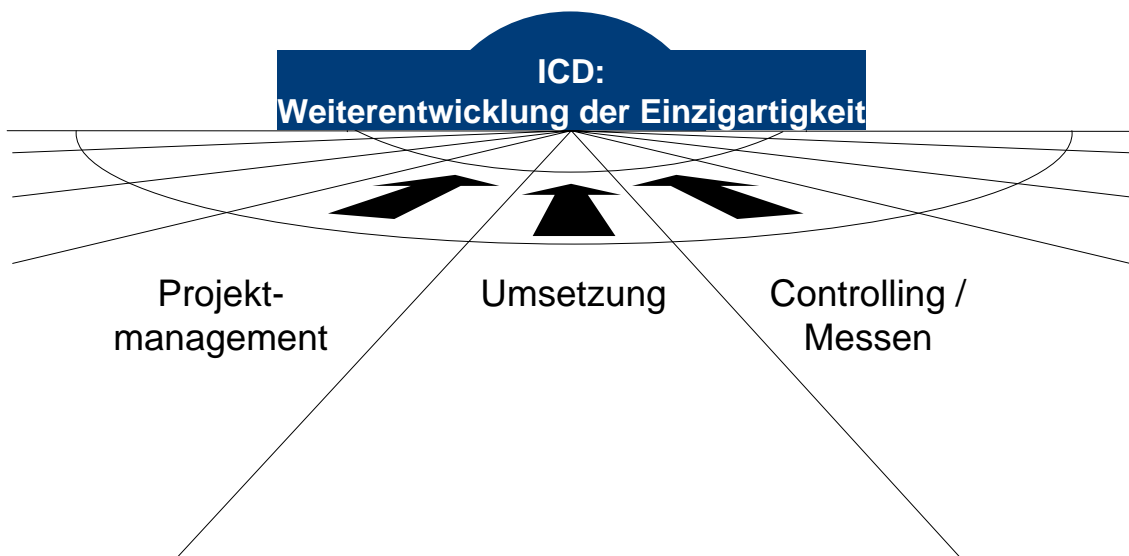 ICD:
Weiterentwicklung der Einzigartigkeit
Projekt-
management
Umsetzung
Controlling /
Messen